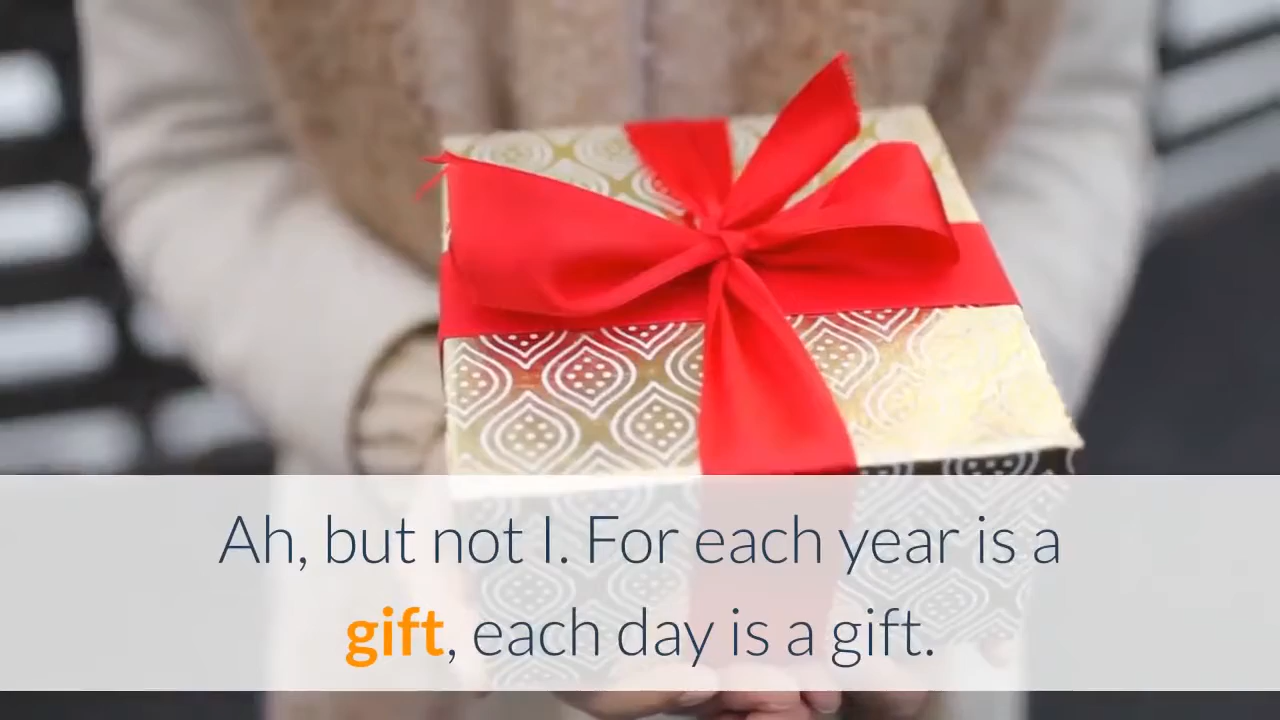 Ah, but not I. For each year is a
gift, each day is a gift.